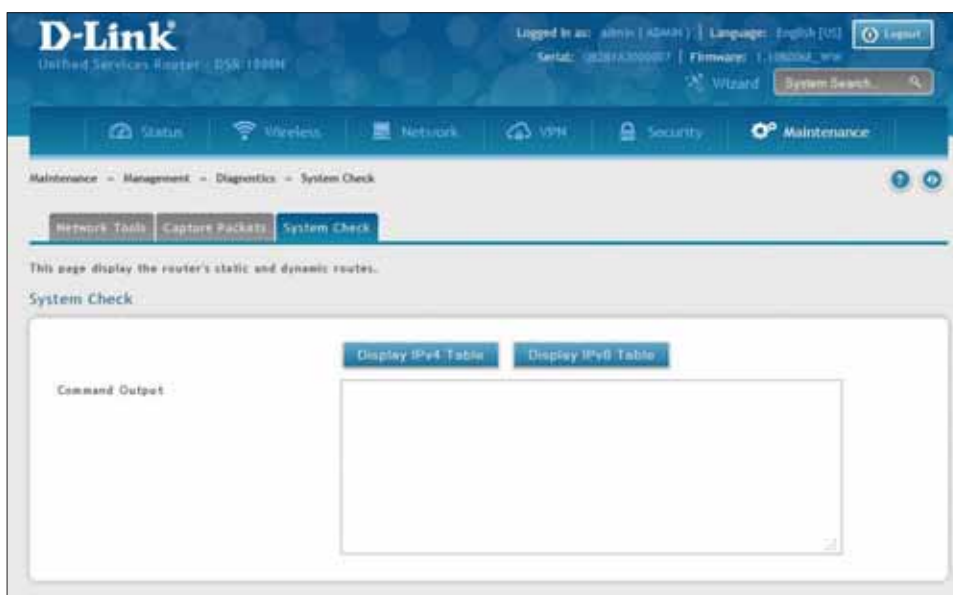 D-Link
Unified Services Router - DSR-1000N
Logged in as: admin ( ADMIN ) | Language: English [US]
Logout
Serial: | Firmware:
Wizard
System Search...
Status
Wireless
Network
VPN
Security
Maintenance
Maintenance » Management » Diagnostics » System Check
Network Tools
Capture Packets
System Check
This page display the router's static and dynamic routes.
System Check
Display IPv4 Table
Display IPv6 Table
Command Output